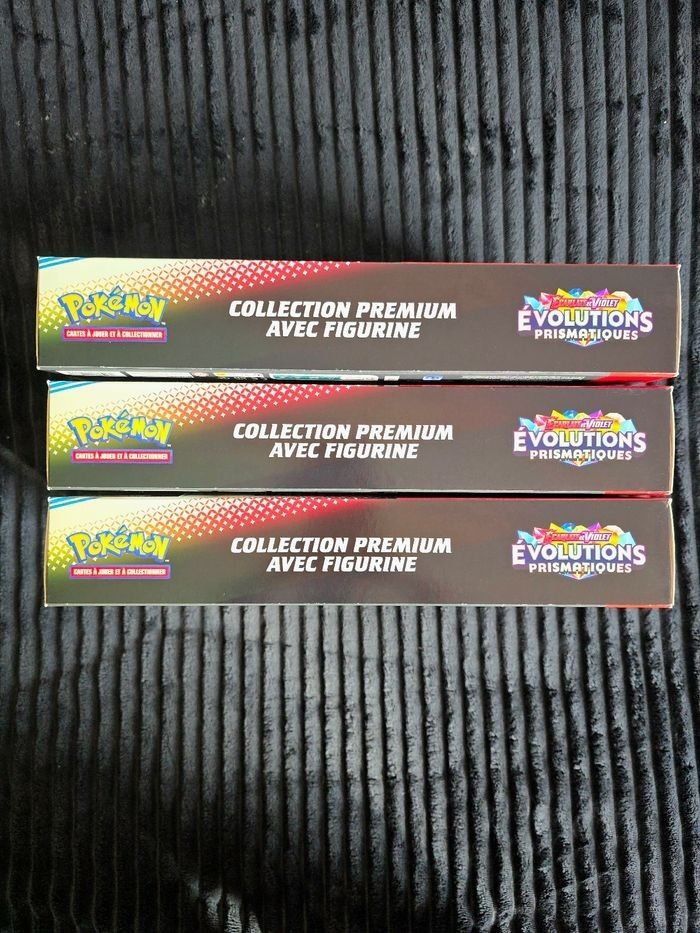 POKéMON
CARTES À JOUER ET À COLLECTIONNER
COLLECTION PREMIUM
AVEC FIGURINE
ÉCARLATE ET VIOLET
ÉVOLUTIONS
PRISMATIQUES
POKéMON
CARTES À JOUER ET À COLLECTIONNER
COLLECTION PREMIUM
AVEC FIGURINE
ÉCARLATE ET VIOLET
ÉVOLUTIONS
PRISMATIQUES
POKéMON
CARTES À JOUER ET À COLLECTIONNER
COLLECTION PREMIUM
AVEC FIGURINE
ÉCARLATE ET VIOLET
ÉVOLUTIONS
PRISMATIQUES